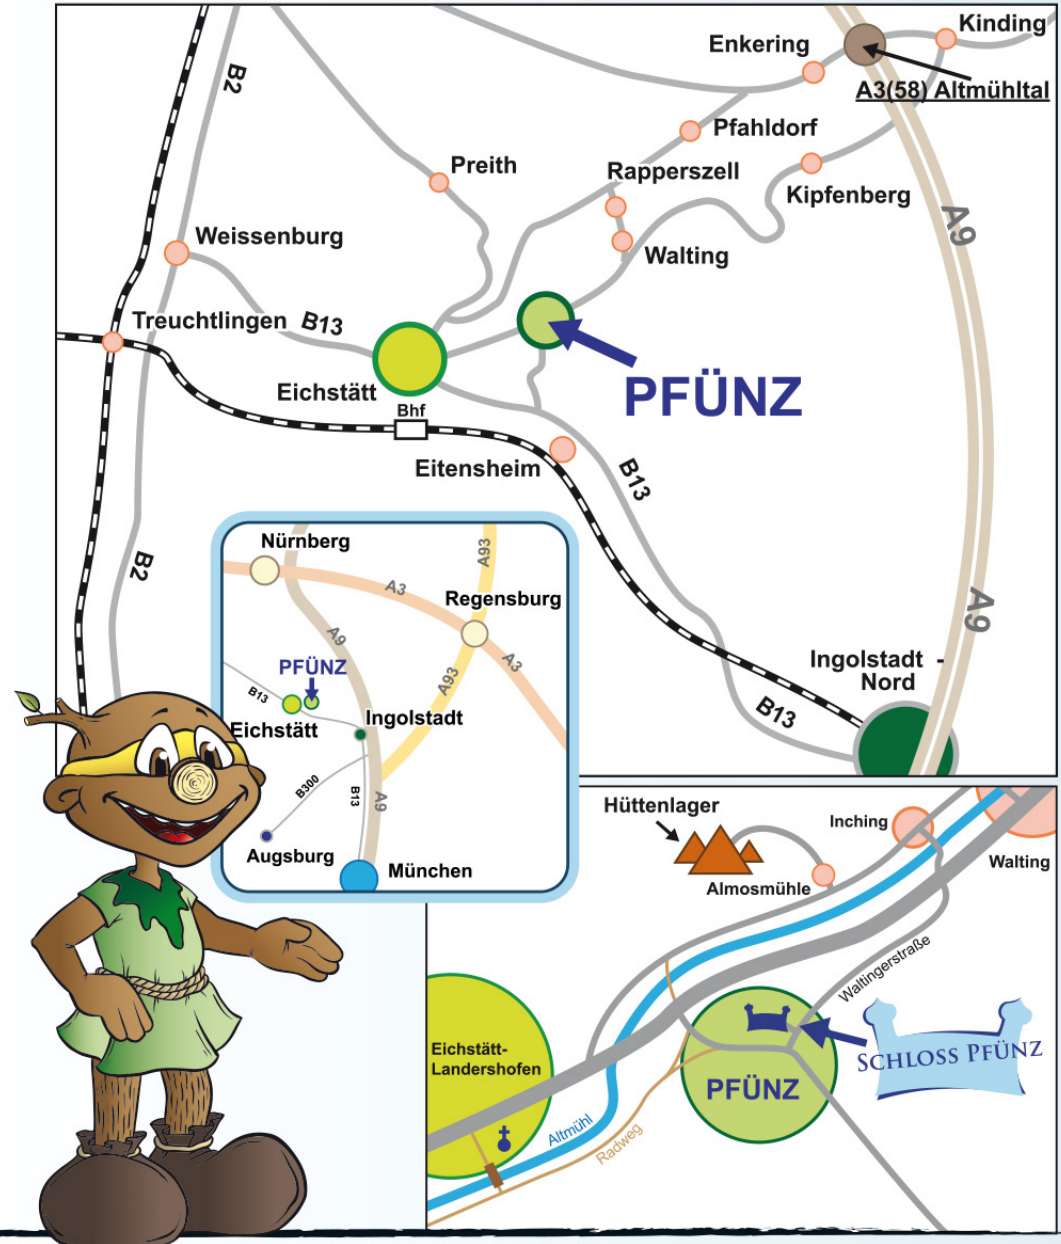 Kinding
Enkering
A3(58) Altmühltal
B2
Pfahldorf
Preith
Rapperszell
Kipfenberg
A9
Weissenburg
Walting
Treuchtlingen
B13
PFÜNZ
Eichstätt
Bhf
Eitensheim
B13
B2
A9
Ingolstadt -
Nord
B13
Nürnberg
A93
A3
Regensburg
A9
A3
PFÜNZ
A93
B13
Eichstätt
Ingolstadt
B300
B13
A9
Augsburg
München
Hüttenlager
Inching
Walting
Almosmühle
Waltingerstraße
Eichstätt-
Landershofen
SCHLOSS PFÜNZ
PFÜNZ
Altmühl
Radweg